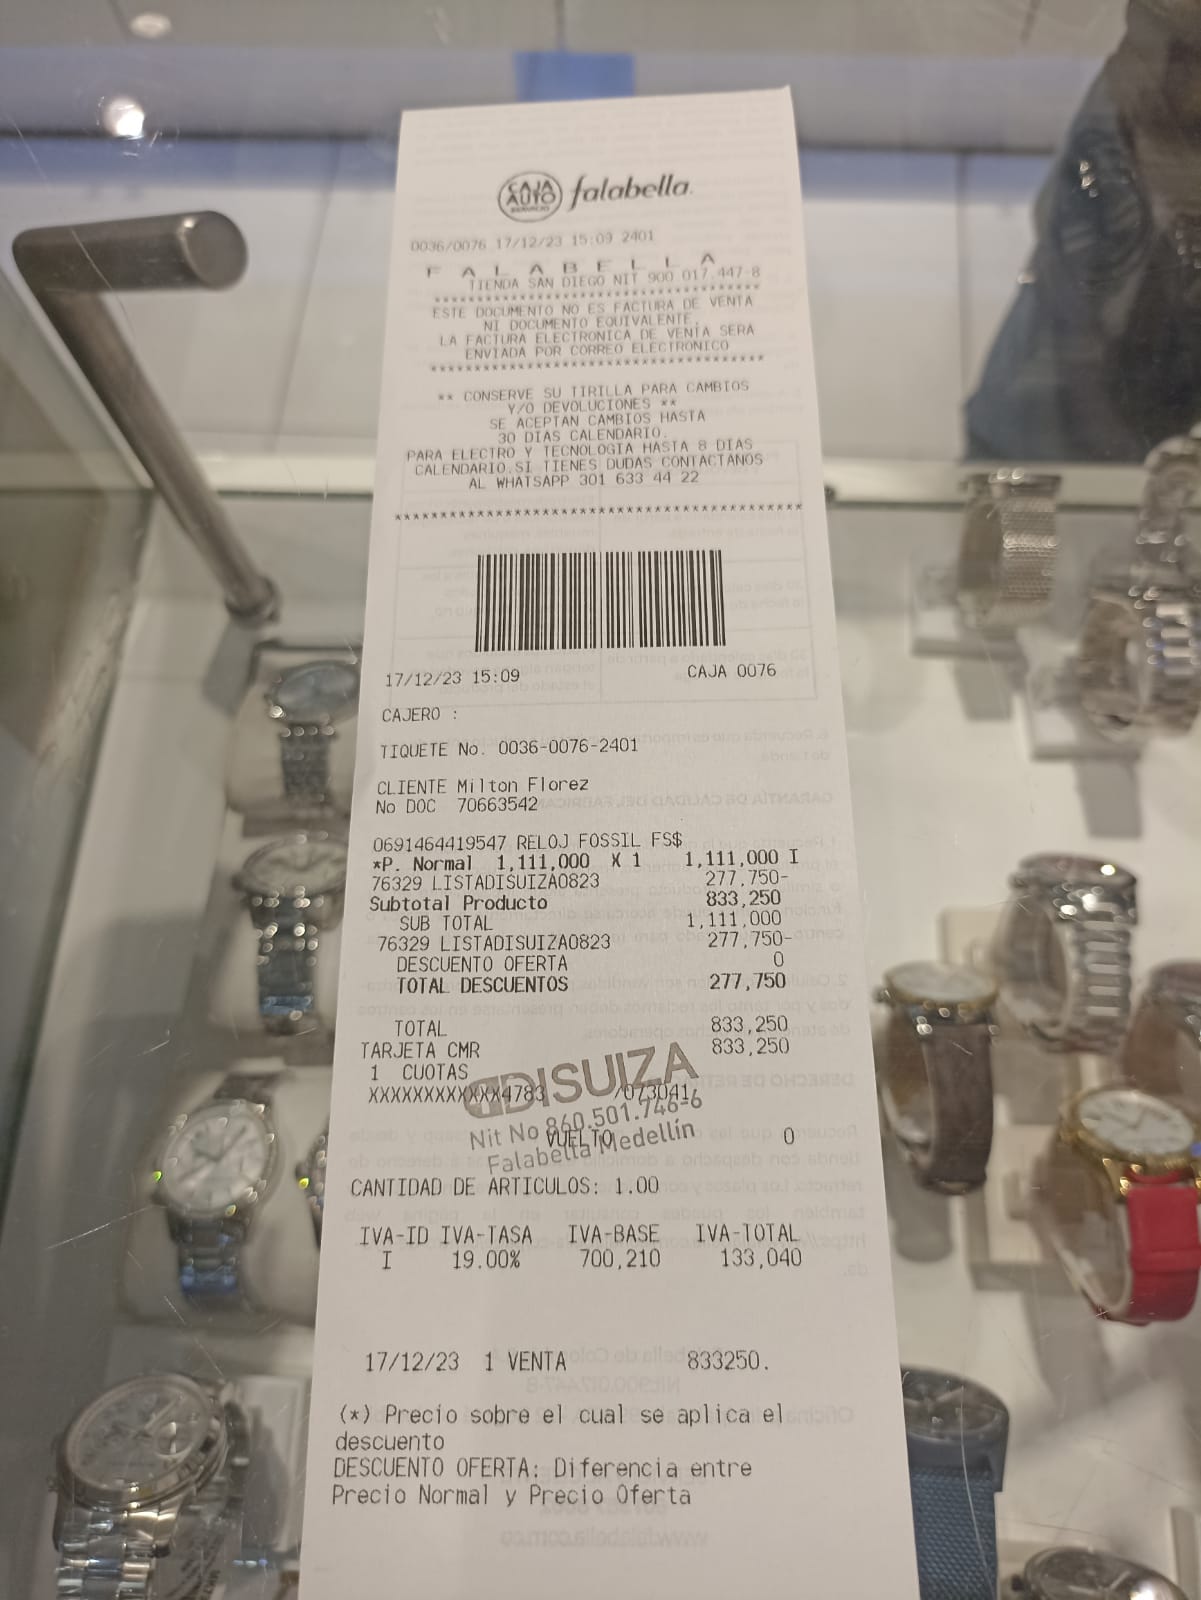 CAJA
AUTO
SERVICIO
falabella.
0036/0076 17/12/23 15:09 2401
F A L A B E L L A
TIENDA SAN DIEGO NIT 900 017.447-8
****************************************
ESTE DOCUMENTO NO ES FACTURA DE VENTA
NI DOCUMENTO EQUIVALENTE.
LA FACTURA ELECTRONICA DE VENTA SERA
ENVIADA POR CORREO ELECTRONICO
****************************************
** CONSERVE SU TIRILLA PARA CAMBIOS
Y/O DEVOLUCIONES **
SE ACEPTAN CAMBIOS HASTA
30 DIAS CALENDARIO.
PARA ELECTRO Y TECNOLOGIA HASTA 8 DIAS
CALENDARIO.SI TIENES DUDAS CONTACTANOS
AL WHATSAPP 301 633 44 22
****************************************
17/12/23 15:09 CAJA 0076
CAJERO :
TIQUETE No. 0036-0076-2401
CLIENTE Milton Florez
No DOC 70663542
0691464419547 RELOJ FOSSIL FS$
*P. Normal 1,111,000 X 1 1,111,000 I
76329 LISTADISUIZA0823 277,750-
Subtotal Producto 833,250
SUB TOTAL 1,111,000
76329 LISTADISUIZA0823 277,750-
DESCUENTO OFERTA 0
TOTAL DESCUENTOS 277,750
TOTAL 833,250
TARJETA CMR 833,250
1 CUOTAS
XXXXXXXXXXXX4783
DISUIZA
Nit No 860.501.746-6
VUELTO 0
Falabella Medellín
CANTIDAD DE ARTICULOS: 1.00
IVA-ID IVA-TASA IVA-BASE IVA-TOTAL
I 19.00% 700,210 133,040
17/12/23 1 VENTA 833250.
(*) Precio sobre el cual se aplica el
descuento
DESCUENTO OFERTA: Diferencia entre
Precio Normal y Precio Oferta